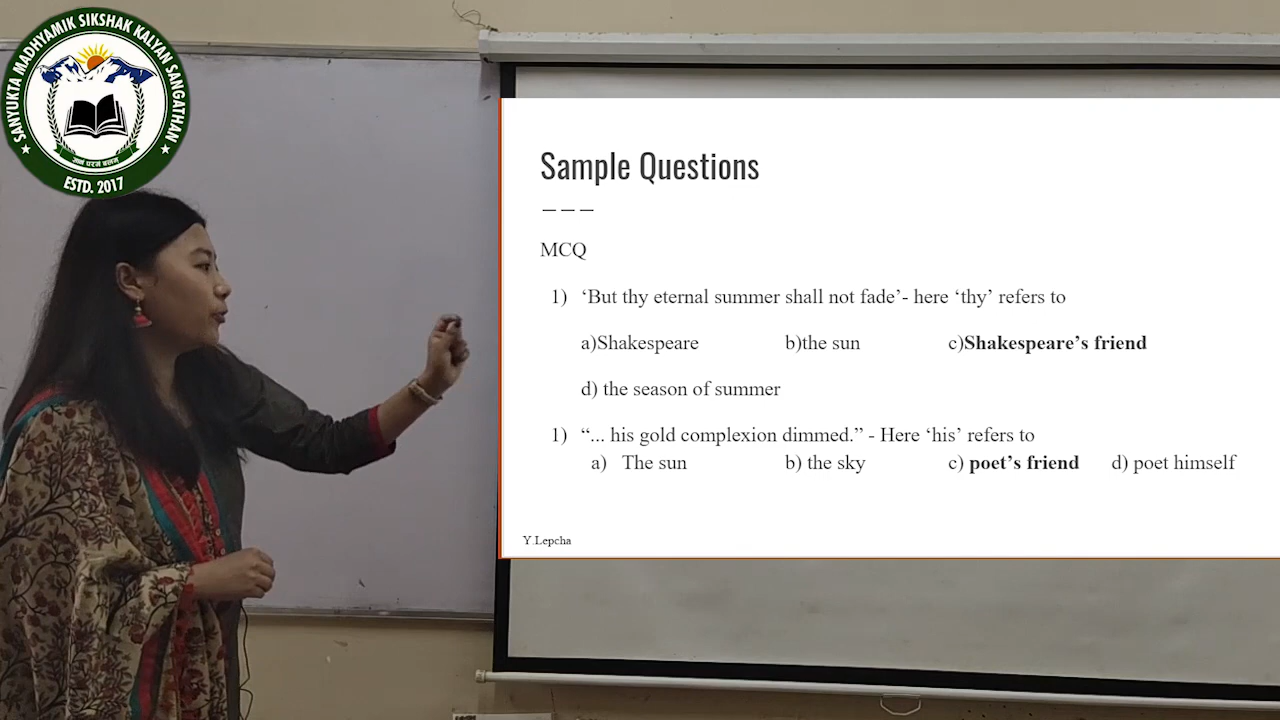 SANYUKTA MADHYAMIK SIKSHAK KALYAN SANGATHAN
ज्ञान परम बलम्
ESTD. 2017
Sample Questions
MCQ
1) ‘But thy eternal summer shall not fade’- here ‘thy’ refers to
a)Shakespeare b)the sun c)Shakespeare’s friend
d) the season of summer
1) “... his gold complexion dimmed.” - Here ‘his’ refers to
a) The sun b) the sky c) poet’s friend d) poet himself
Y.Lepcha